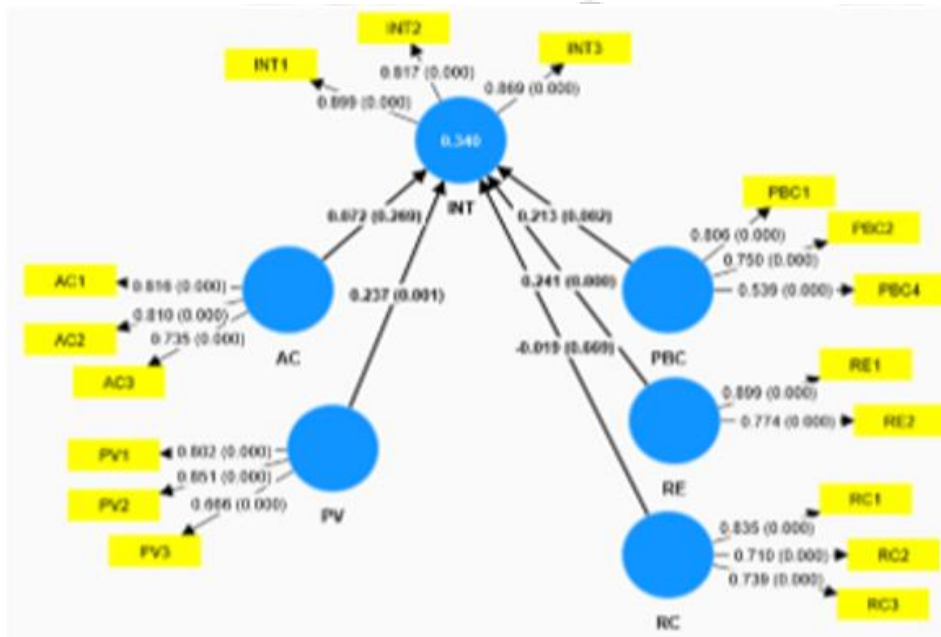 INT2
INT1
INT3
0.817 (0.000)
0.899 (0.000)
0.869 (0.000)
0.340
INT
0.072 (0.269)
0.213 (0.002)
PBC1
0.806 (0.000)
PBC2
0.750 (0.000)
AC1
0.816 (0.000)
0.237 (0.001)
0.241 (0.000)
0.539 (0.000)
PBC4
AC2
0.810 (0.000)
0.735 (0.000)
AC3
AC
-0.019 (0.669)
PBC
RE1
0.899 (0.000)
0.774 (0.000)
RE2
PV1
0.802 (0.000)
0.851 (0.000)
PV2
0.666 (0.000)
PV3
PV
RE
RC1
0.835 (0.000)
0.710 (0.000)
RC2
0.739 (0.000)
RC3
RC